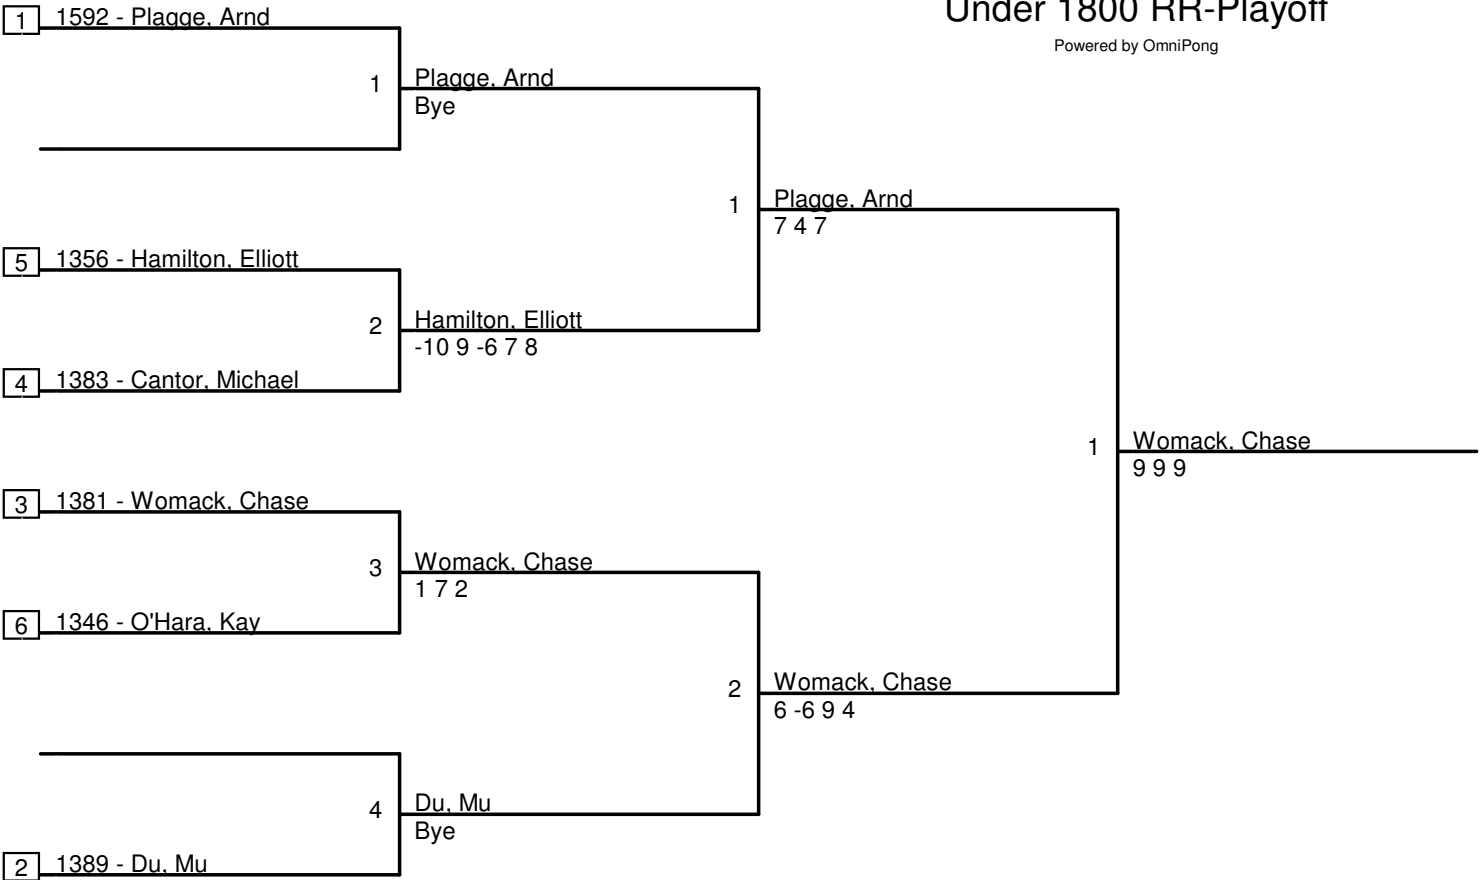 Under 1800 RR-Playoff
Powered by OmniPong
1 1592 - Plagge, Arnd
1 Plagge, Arnd
Bye
1 Plagge, Arnd
7 4 7
5 1356 - Hamilton, Elliott
2 Hamilton, Elliott
-10 9 -6 7 8
4 1383 - Cantor, Michael
1 Womack, Chase
9 9 9
3 1381 - Womack, Chase
3 Womack, Chase
1 7 2
6 1346 - O'Hara, Kay
2 Womack, Chase
6 -6 9 4
4 Du, Mu
Bye
2 1389 - Du, Mu